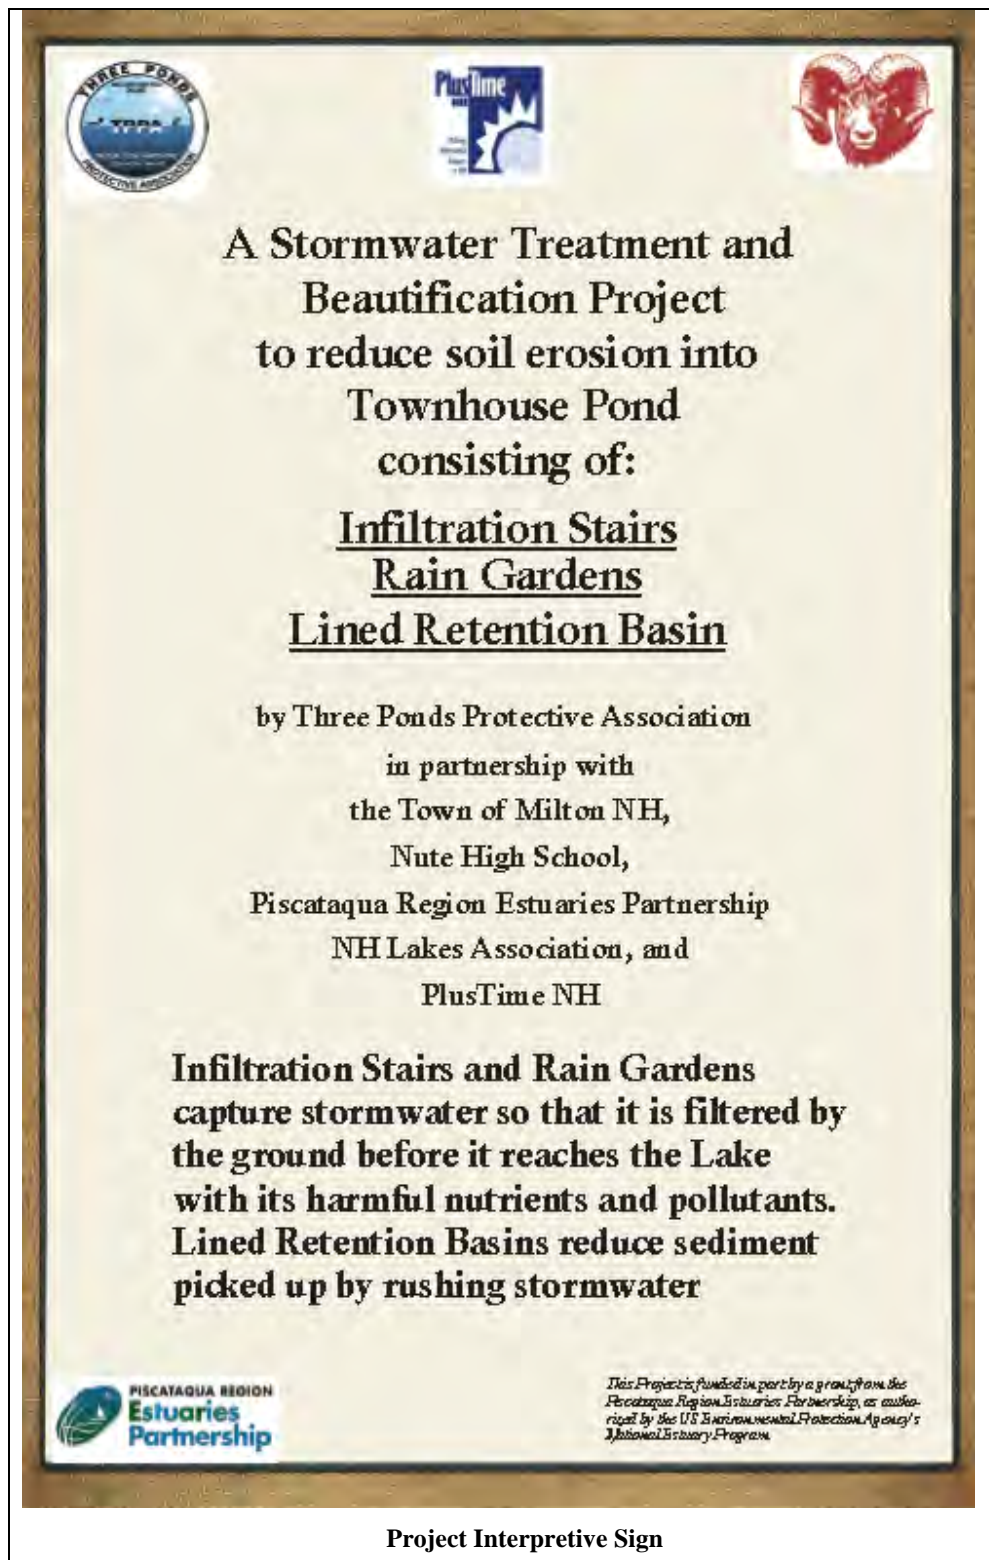 THREE PONDS
TPPA
PROTECTIVE ASSOCIATION
PlusTime
A Stormwater Treatment and
Beautification Project
to reduce soil erosion into
Townhouse Pond
consisting of:
Infiltration Stairs
Rain Gardens
Lined Retention Basin
by Three Ponds Protective Association
in partnership with
the Town of Milton NH,
Nute High School,
Piscataqua Region Estuaries Partnership
NH Lakes Association, and
PlusTime NH
Infiltration Stairs and Rain Gardens
capture stormwater so that it is filtered by
the ground before it reaches the Lake
with its harmful nutrients and pollutants.
Lined Retention Basins reduce sediment
picked up by rushing stormwater
PISCATAQUA REGION
Estuaries
Partnership
This Project is funded in part by a grant from the
Piscataqua Region Estuaries Partnership, as autho-
rized by the US Environmental Protection Agency's
National Estuary Program
Project Interpretive Sign